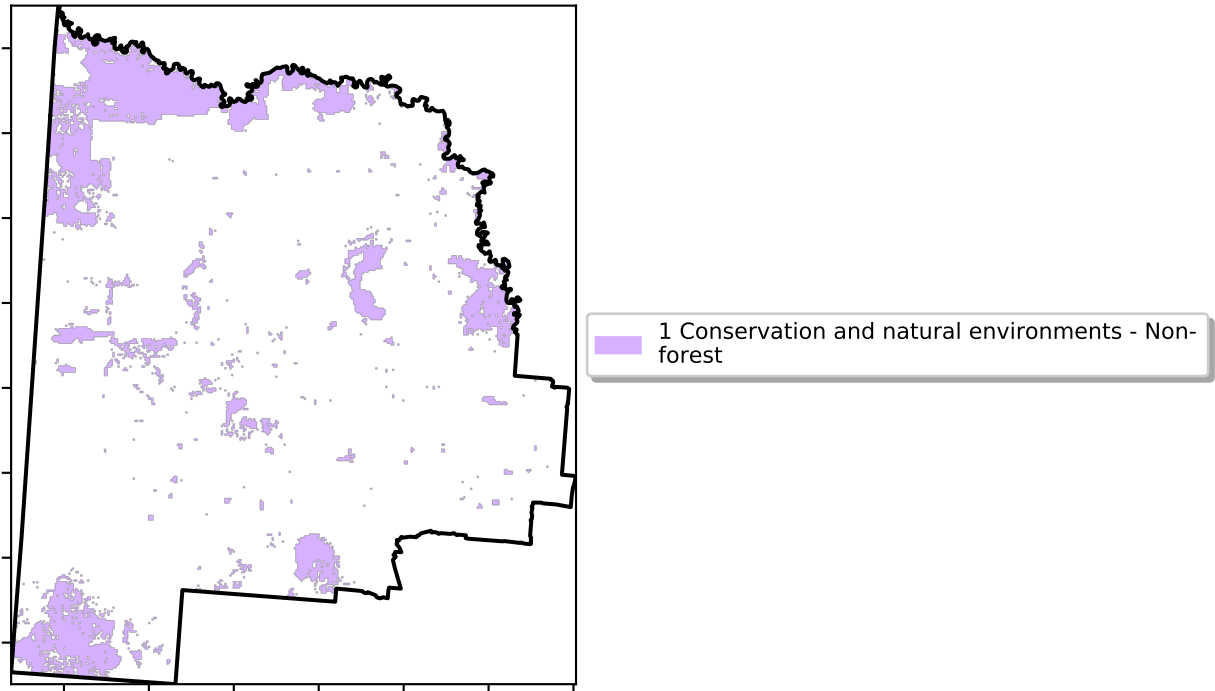 1 Conservation and natural environments - Non-
forest